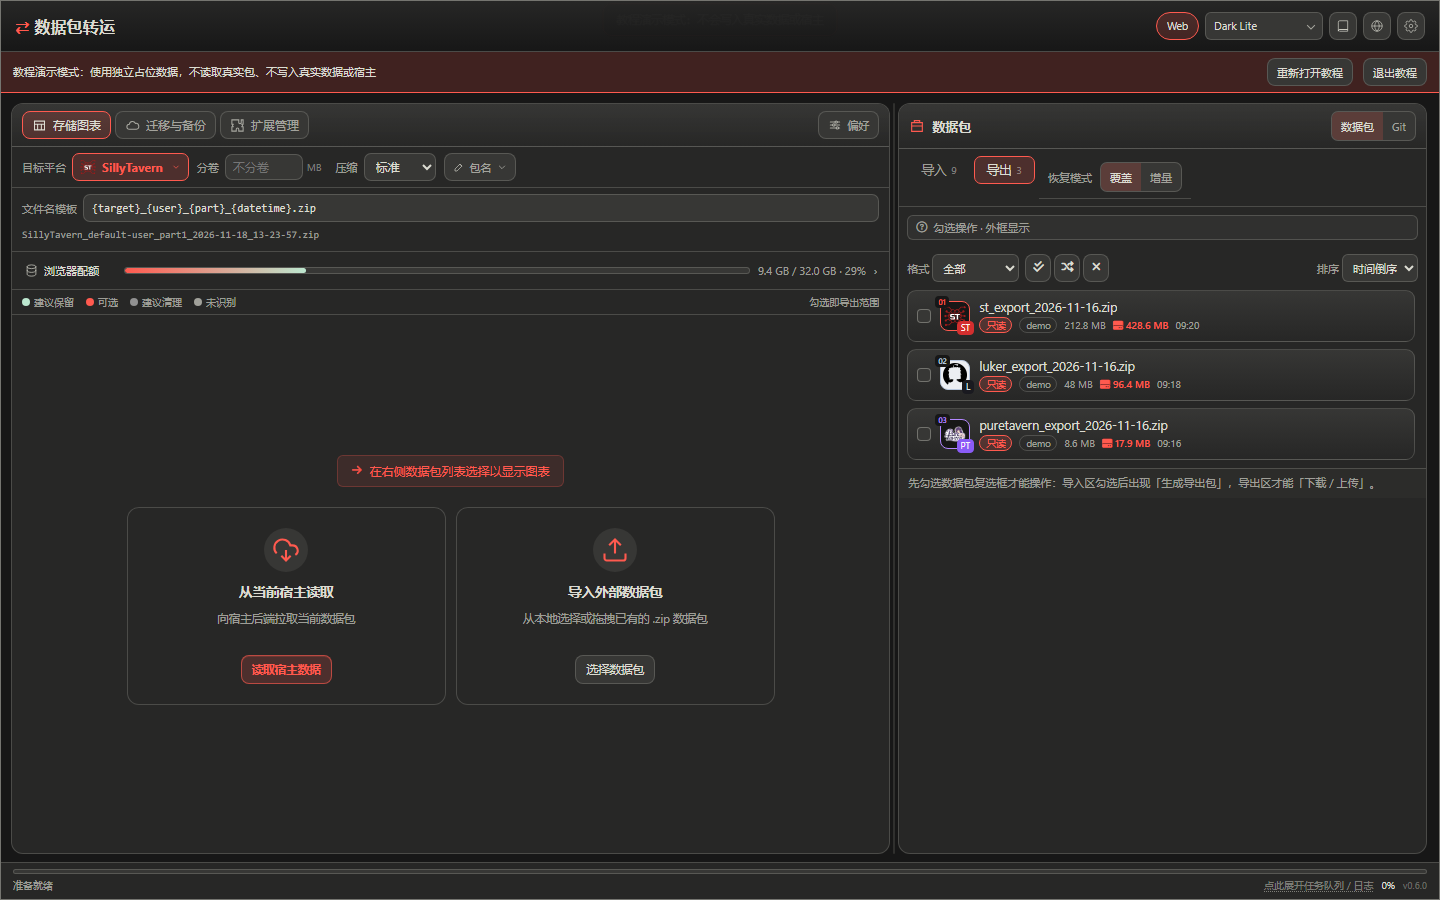 数据包转运
Web
Dark Lite
教程演示模式：使用独立占位数据，不读取真实包、不写入真实数据或宿主
重新打开教程
退出教程
存储图表
迁移与备份
扩展管理
偏好
目标平台
ST
SillyTavern
分卷
不分卷
MB
压缩
标准
包名
文件名模板
{target}_{user}_{part}_{datetime}.zip
SillyTavern_default-user_part1_2026-11-18_13-23-57.zip
浏览器配额
9.4 GB / 32.0 GB · 29% ›
建议保留
可选
建议清理
未识别
勾选即导出范围
→ 在右侧数据包列表选择以显示图表
从当前宿主读取
向宿主后端拉取当前数据包
读取宿主数据
导入外部数据包
从本地选择或拖拽已有的 .zip 数据包
选择数据包
数据包
数据包
Git
导入 9
导出 3
恢复模式
覆盖
增量
勾选操作 · 外框显示
格式
全部
排序
时间倒序
01
ST
ST
st_export_2026-11-16.zip
只读
demo
212.8 MB
428.6 MB
09:20
02
L
luker_export_2026-11-16.zip
只读
demo
48 MB
96.4 MB
09:18
03
PT
puretavern_export_2026-11-16.zip
只读
demo
8.6 MB
17.9 MB
09:16
先勾选数据包复选框才能操作：导入区勾选后出现「生成导出包」，导出区才能「下载 / 上传」。
准备就绪
点此展开任务队列 / 日志
0%
v0.6.0